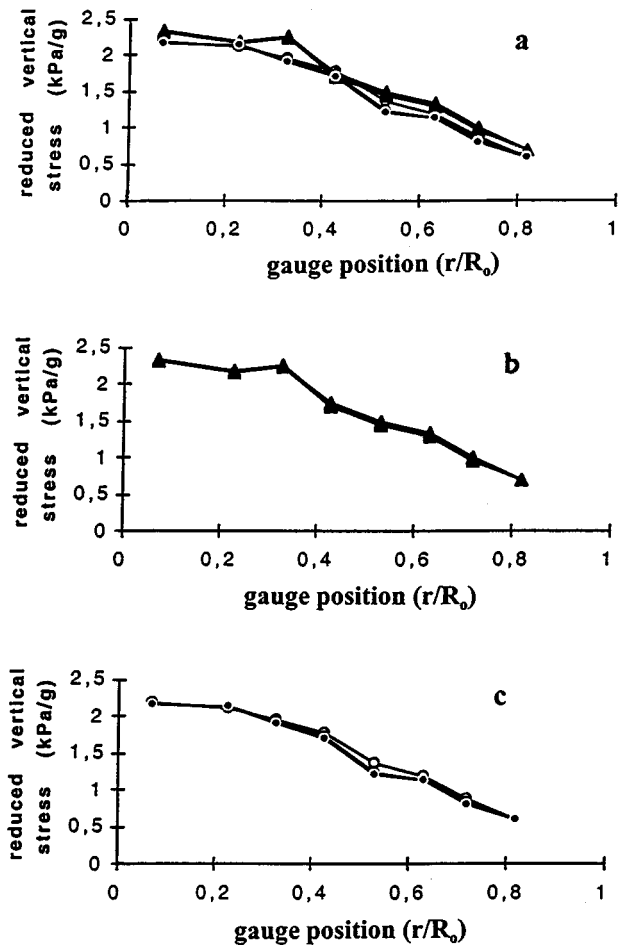 reduced vertical
stress (kPa/g)
2,5
2
1,5
1
0,5
0
a
0 0,2 0,4 0,6 0,8 1
gauge position (r/Ro)
reduced vertical
stress (kPa/g)
2,5
2
1,5
1
0,5
0
b
0 0,2 0,4 0,6 0,8 1
gauge position (r/Ro)
reduced vertical
stress (kPa/g)
2,5
2
1,5
1
0,5
0
c
0 0,2 0,4 0,6 0,8 1
gauge position (r/Ro)